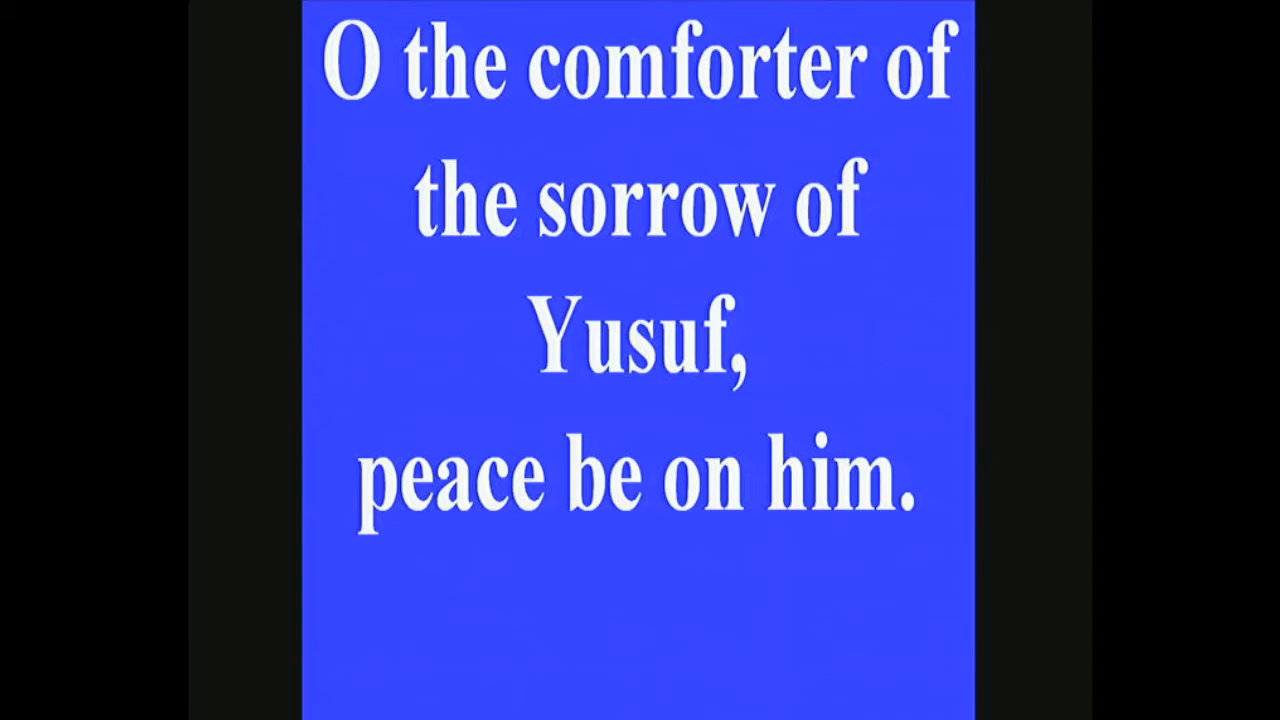 O the comforter of
the sorrow of
Yusuf,
peace be on him.